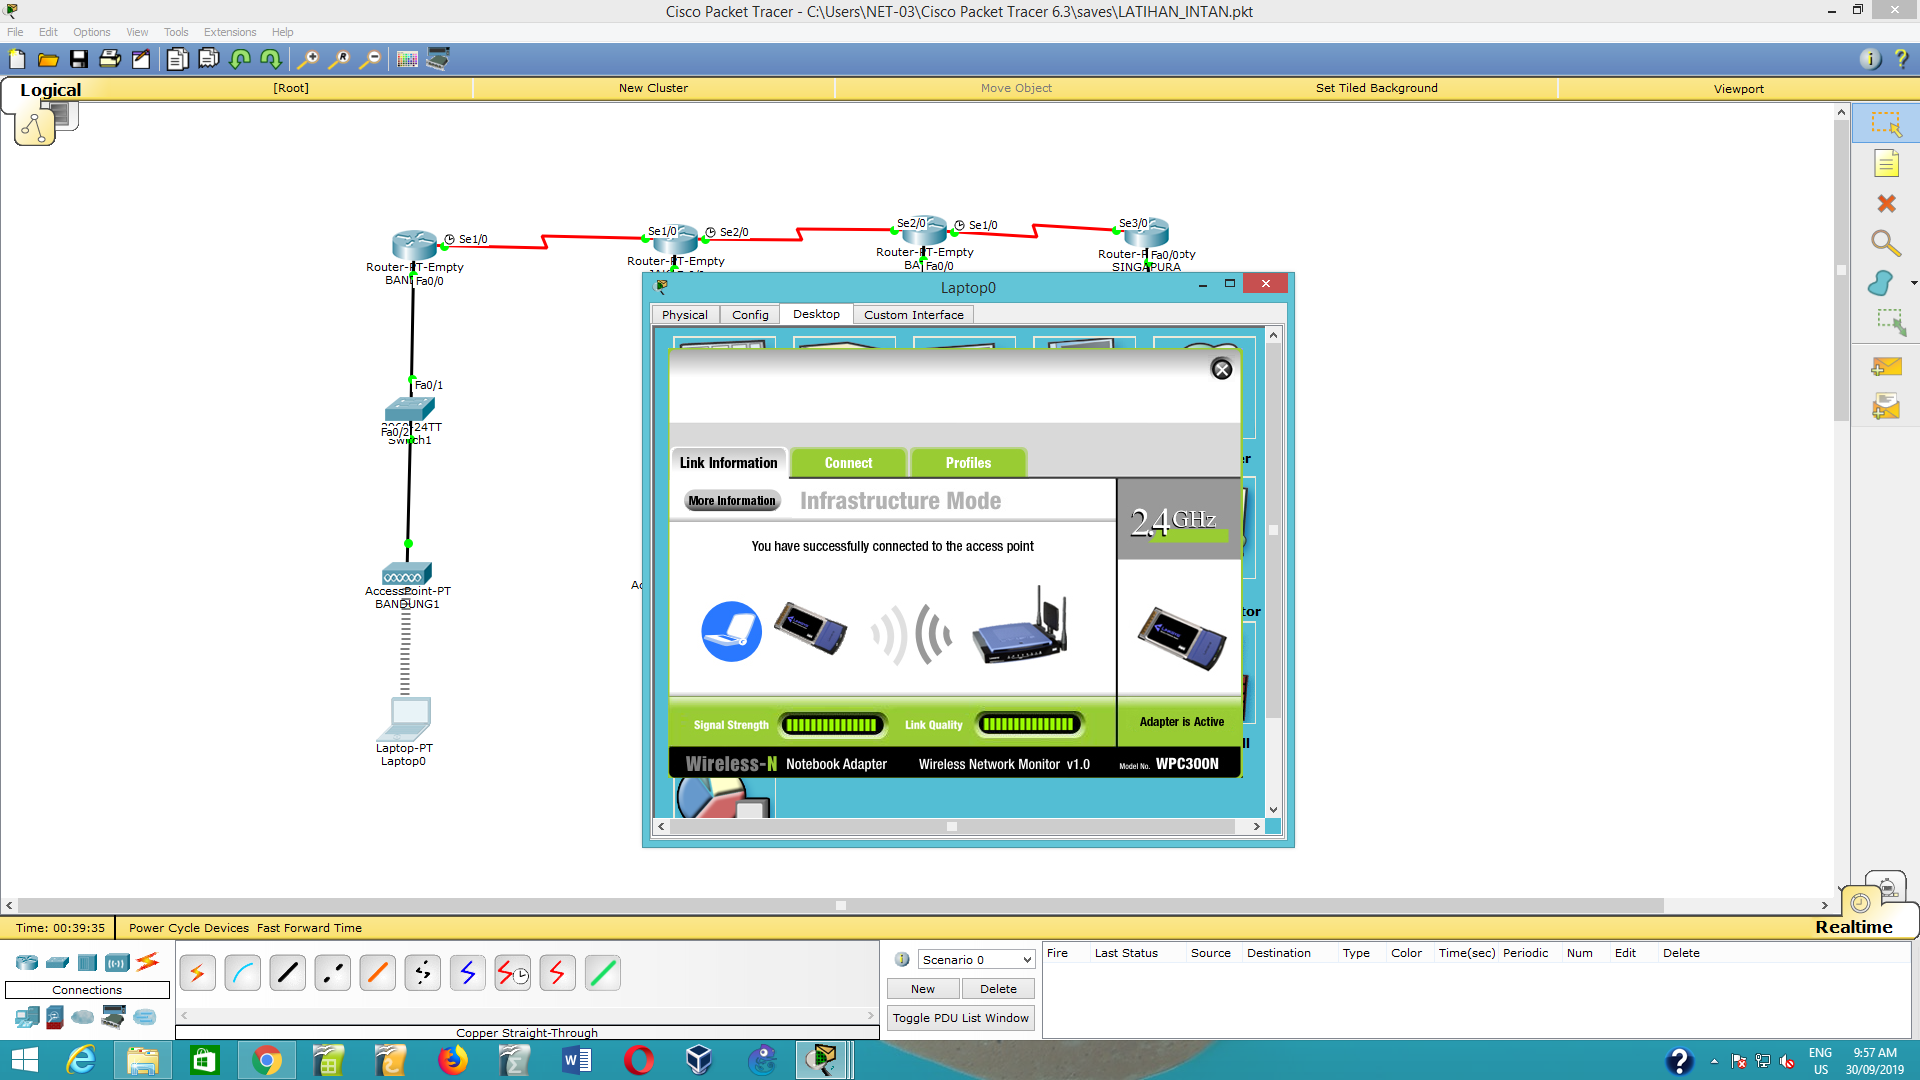 Cisco Packet Tracer - C:\Users\NET-03\Cisco Packet Tracer 6.3\saves\LATIHAN_INTAN.pkt
File Edit Options View Tools Extensions Help
Logical [Root] New Cluster Move Object Set Tiled Background Viewport
Se1/0 Se1/0 Se2/0 Se2/0 Se1/0 Se3/0
Router-PT-Empty
Fa0/0
Router-PT-Empty
Router-PT-Empty
Fa0/0
Fa0/0
SINGAPURA
Fa0/1
Fa0/2
Switch1
AccessPoint-PT
BANDUNG1
Laptop-PT
Laptop0
Laptop0
Physical Config Desktop Custom Interface
Link Information Connect Profiles
More Information Infrastructure Mode
2.4 GHz
You have successfully connected to the access point
Signal Strength Link Quality Adapter is Active
Wireless-N Notebook Adapter Wireless Network Monitor v1.0 Model No. WPC300N
Time: 00:39:35 Power Cycle Devices Fast Forward Time
Realtime
Connections
Copper Straight-Through
Scenario 0
New Delete
Toggle PDU List Window
Fire Last Status Source Destination Type Color Time(sec) Periodic Num Edit Delete
ENG
US
9:57 AM
30/09/2019